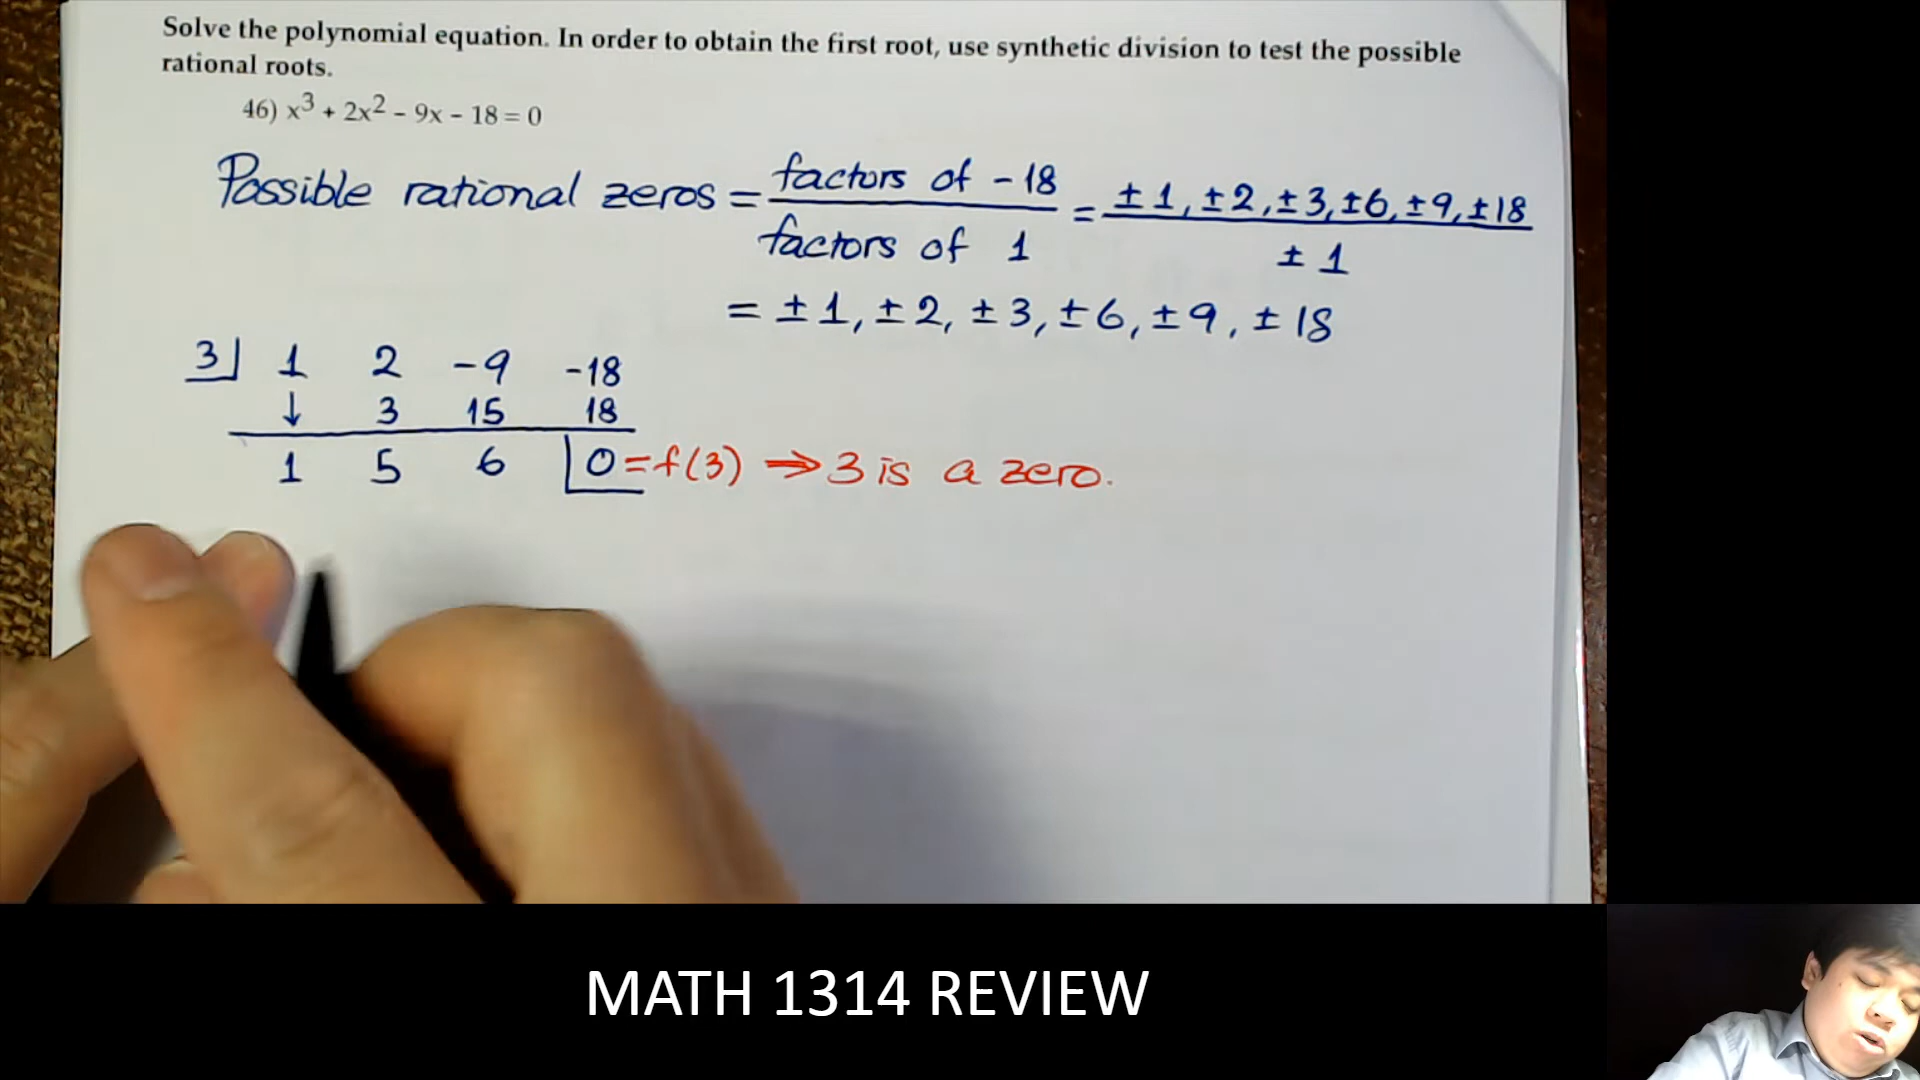 Solve the polynomial equation. In order to obtain the first root, use synthetic division to test the possible
rational roots.
46) x³ + 2x² – 9x – 18 = 0
Possible rational zeros = factors of -18 / factors of 1 = ±1, ±2, ±3, ±6, ±9, ±18 / ±1
= ±1, ±2, ±3, ±6, ±9, ±18
3| 1 2 -9 -18
↓ 3 15 18
1 5 6 |0 = f(3) ⇒ 3 is a zero.
MATH 1314 REVIEW